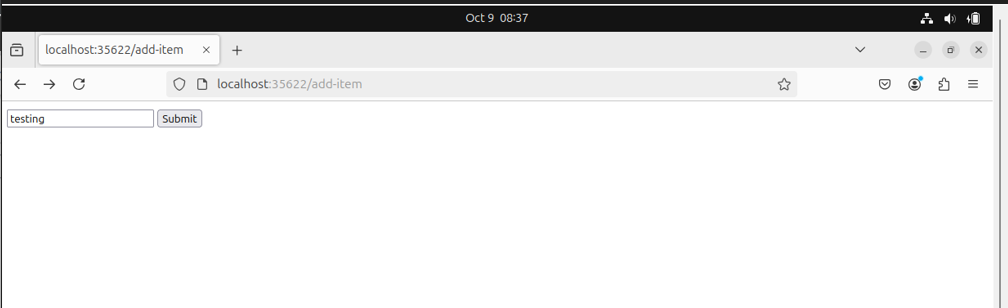 Oct 9 08:37
localhost:35622/add-item
localhost:35622/add-item
testing Submit